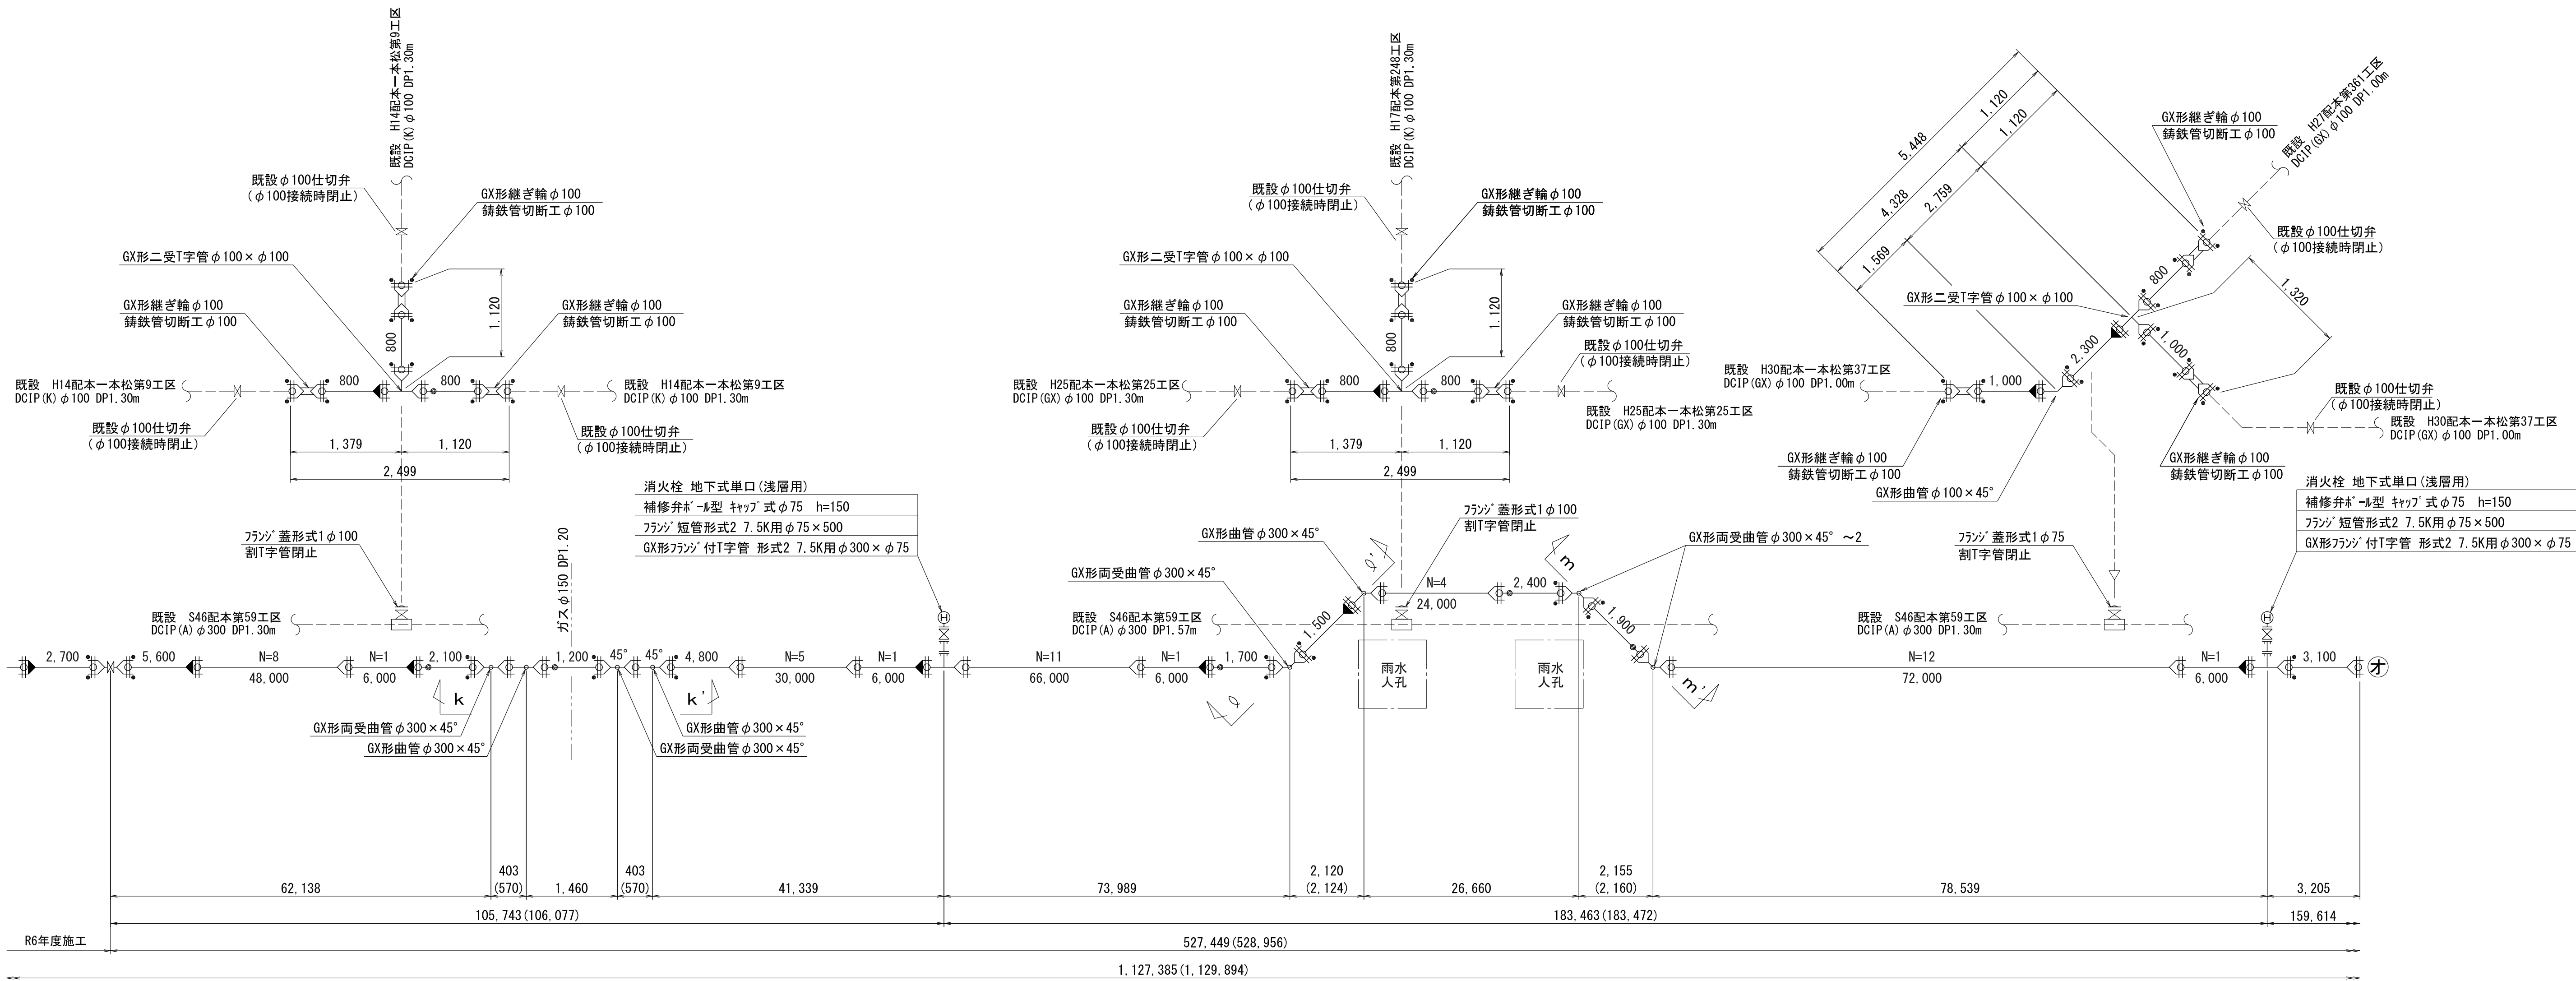 既設 H14配本一本松第9工区
DCIP(K)φ100 DP1.30m
既設φ100仕切弁
(φ100接続時閉止)
GX形継ぎ輪φ100
鋳鉄管切断工φ100
GX形二受T字管φ100×φ100
GX形継ぎ輪φ100
鋳鉄管切断工φ100
GX形継ぎ輪φ100
鋳鉄管切断工φ100
1,120
800
既設 H14配本一本松第9工区
DCIP(K)φ100 DP1.30m
800
800
既設 H14配本一本松第9工区
DCIP(K)φ100 DP1.30m
既設φ100仕切弁
(φ100接続時閉止)
既設φ100仕切弁
(φ100接続時閉止)
1,379
1,120
2,499
既設 H17配本第248工区
DCIP(K)φ100 DP1.30m
既設φ100仕切弁
(φ100接続時閉止)
GX形継ぎ輪φ100
鋳鉄管切断工φ100
GX形二受T字管φ100×φ100
GX形継ぎ輪φ100
鋳鉄管切断工φ100
GX形継ぎ輪φ100
鋳鉄管切断工φ100
1,120
800
既設φ100仕切弁
(φ100接続時閉止)
既設 H25配本一本松第25工区
DCIP(GX)φ100 DP1.30m
800
800
既設 H25配本一本松第25工区
DCIP(GX)φ100 DP1.30m
既設φ100仕切弁
(φ100接続時閉止)
1,379
1,120
2,499
5,448
1,120
1,120
4,328
2,759
1,569
GX形継ぎ輪φ100
鋳鉄管切断工φ100
既設 H27配本第361工区
DCIP(GX)φ100 DP1.00m
既設φ100仕切弁
(φ100接続時閉止)
800
1,320
GX形二受T字管φ100×φ100
2,300
1,000
既設 H30配本一本松第37工区
DCIP(GX)φ100 DP1.00m
1,000
既設φ100仕切弁
(φ100接続時閉止)
既設 H30配本一本松第37工区
DCIP(GX)φ100 DP1.00m
GX形継ぎ輪φ100
鋳鉄管切断工φ100
GX形継ぎ輪φ100
鋳鉄管切断工φ100
GX形曲管φ100×45°
消火栓 地下式単口(浅層用)
補修弁ボール型 キャップ式φ75 h=150
フランジ短管形式2 7.5K用φ75×500
GX形フランジ付T字管 形式2 7.5K用φ300×φ75
消火栓 地下式単口(浅層用)
補修弁ボール型 キャップ式φ75 h=150
フランジ短管形式2 7.5K用φ75×500
GX形フランジ付T字管 形式2 7.5K用φ300×φ75
フランジ蓋形式1φ100
割T字管閉止
ガスφ150 DP1.20
フランジ蓋形式1φ100
割T字管閉止
フランジ蓋形式1φ75
割T字管閉止
GX形曲管φ300×45°
GX形両受曲管φ300×45°
GX形両受曲管φ300×45° ～2
ℓ'
m
既設 S46配本第59工区
DCIP(A)φ300 DP1.30m
H
既設 S46配本第59工区
DCIP(A)φ300 DP1.57m
1,500
N=4
24,000
2,400
1,900
既設 S46配本第59工区
DCIP(A)φ300 DP1.30m
H
2,700
5,600
N=8
48,000
N=1
6,000
2,100
1,200
45°
45°
4,800
N=5
30,000
N=1
6,000
N=11
66,000
N=1
6,000
1,700
雨水
人孔
雨水
人孔
N=12
72,000
N=1
6,000
3,100
オ
k
k'
ℓ
m'
GX形両受曲管φ300×45°
GX形曲管φ300×45°
GX形曲管φ300×45°
GX形両受曲管φ300×45°
62,138
403
(570)
1,460
403
(570)
41,339
73,989
2,120
(2,124)
26,660
2,155
(2,160)
78,539
3,205
105,743(106,077)
183,463(183,472)
159,614
R6年度施工
527,449(528,956)
1,127,385(1,129,894)